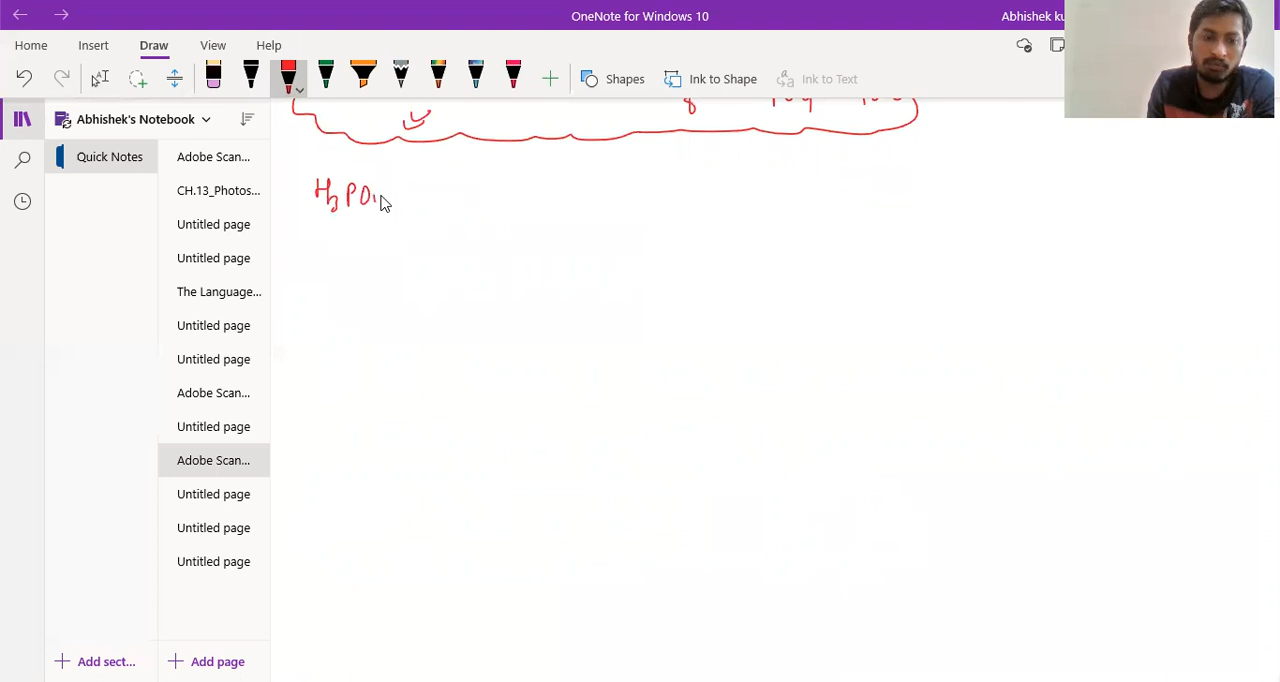 OneNote for Windows 10
Abhishek ku
Home Insert Draw View Help
Shapes Ink to Shape Ink to Text
Abhishek's Notebook
Quick Notes
Adobe Scan...
CH.13_Photos...
Untitled page
Untitled page
The Language...
Untitled page
Untitled page
Adobe Scan...
Untitled page
Adobe Scan...
Untitled page
Untitled page
Untitled page
Add sect...
Add page
H₃PO